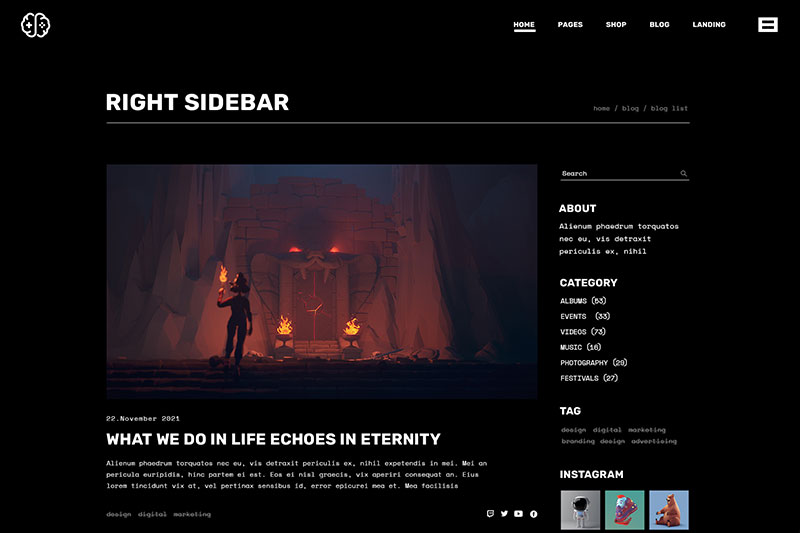 HOME PAGES SHOP BLOG LANDING
RIGHT SIDEBAR
home / blog / blog list
Search
ABOUT
Alienum phaedrum torquatos
nec eu, vis detraxit
periculis ex, nihil
CATEGORY
ALBUMS (53)
EVENTS (33)
VIDEOS (73)
MUSIC (16)
PHOTOGRAPHY (29)
FESTIVALS (27)
TAG
design digital marketing
branding design advertising
INSTAGRAM
22.November 2021
WHAT WE DO IN LIFE ECHOES IN ETERNITY
Alienum phaedrum torquatos nec eu, vis detraxit periculis ex, nihil expetendis in mei. Mei an
pericula euripidis, hinc partem ei est. Eos ei nisl graecis, vix aperiri consequat an. Eius
lorem tincidunt vix at, vel pertinax sensibus id, error epicurei mea et. Mea facilisis
design digital marketing